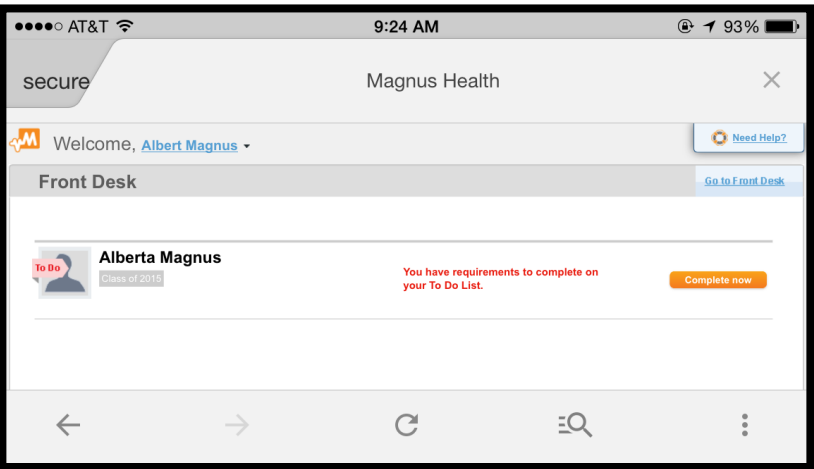 AT&T 9:24 AM 93%
secure Magnus Health
Welcome, Albert Magnus Need Help?
Front Desk Go to Front Desk
Alberta Magnus
To Do
Class of 2015
You have requirements to complete on
your To Do List.
Complete now